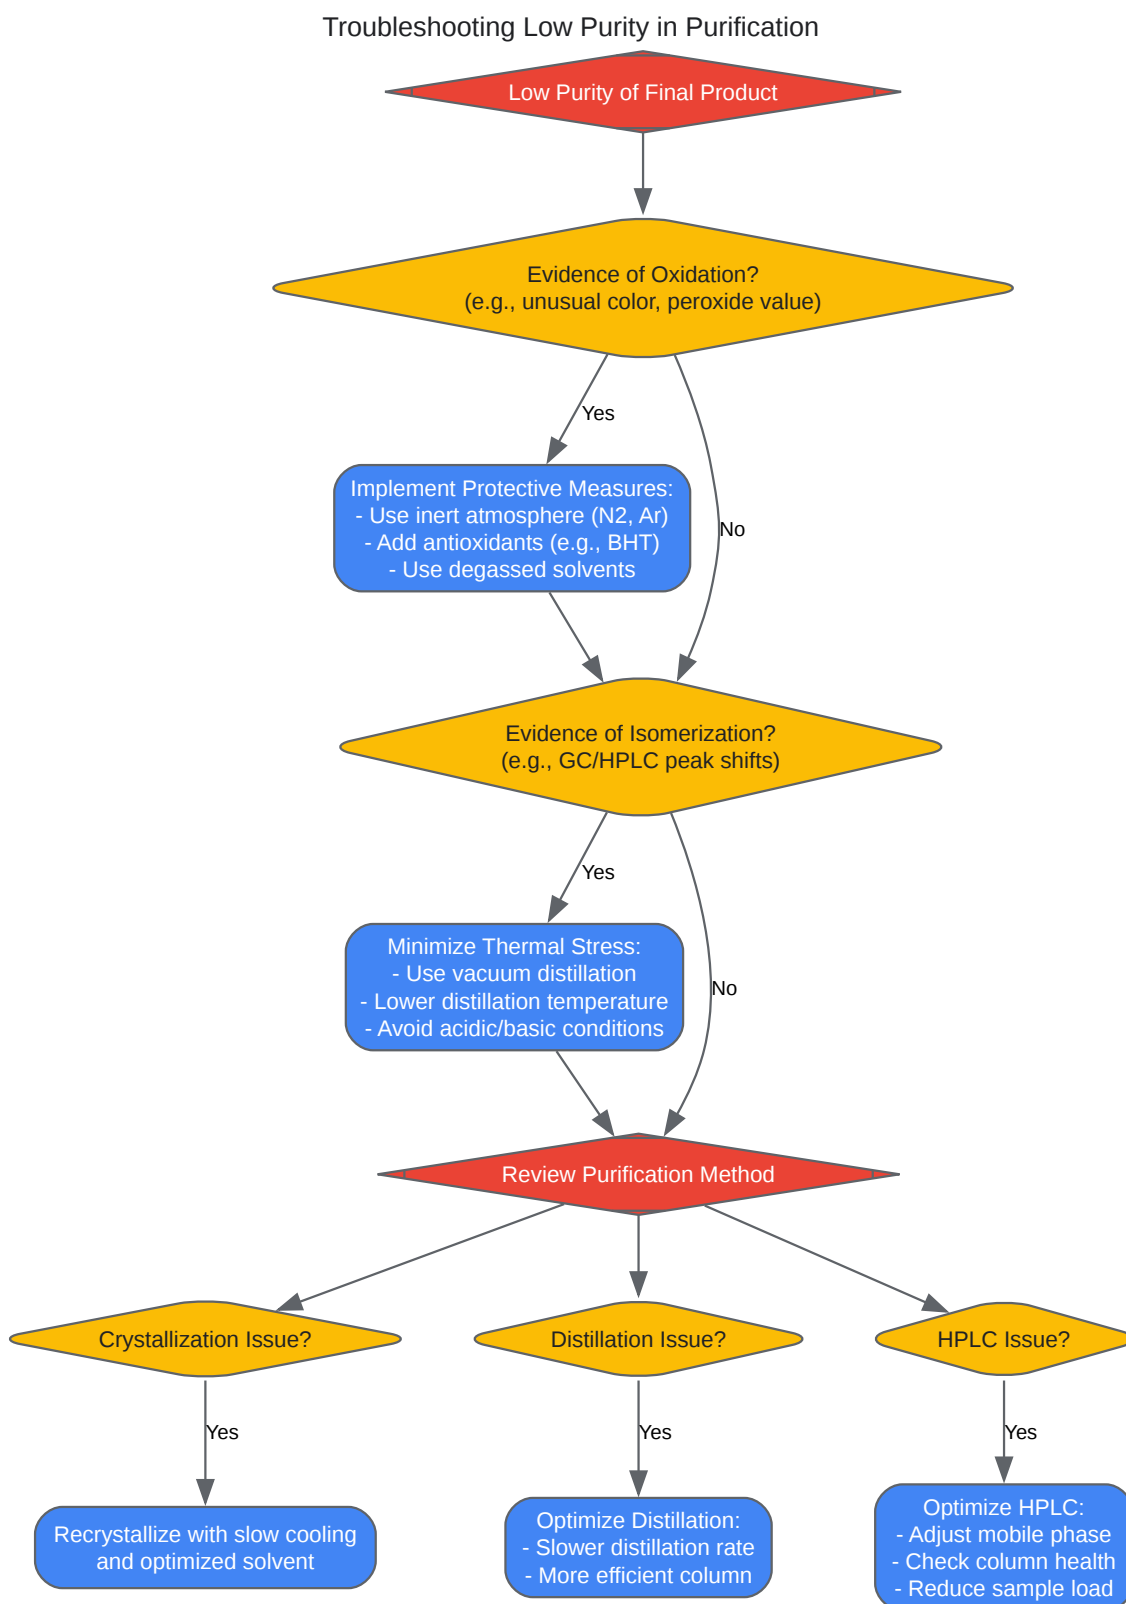 Troubleshooting Low Purity in Purification
Low Purity of Final Product
Evidence of Oxidation?
(e.g., unusual color, peroxide value)
Yes
No
Implement Protective Measures:
- Use inert atmosphere (N2, Ar)
- Add antioxidants (e.g., BHT)
- Use degassed solvents
Evidence of Isomerization?
(e.g., GC/HPLC peak shifts)
Yes
No
Minimize Thermal Stress:
- Use vacuum distillation
- Lower distillation temperature
- Avoid acidic/basic conditions
Review Purification Method
Crystallization Issue?
Distillation Issue?
HPLC Issue?
Yes
Yes
Yes
Recrystallize with slow cooling
and optimized solvent
Optimize Distillation:
- Slower distillation rate
- More efficient column
Optimize HPLC:
- Adjust mobile phase
- Check column health
- Reduce sample load